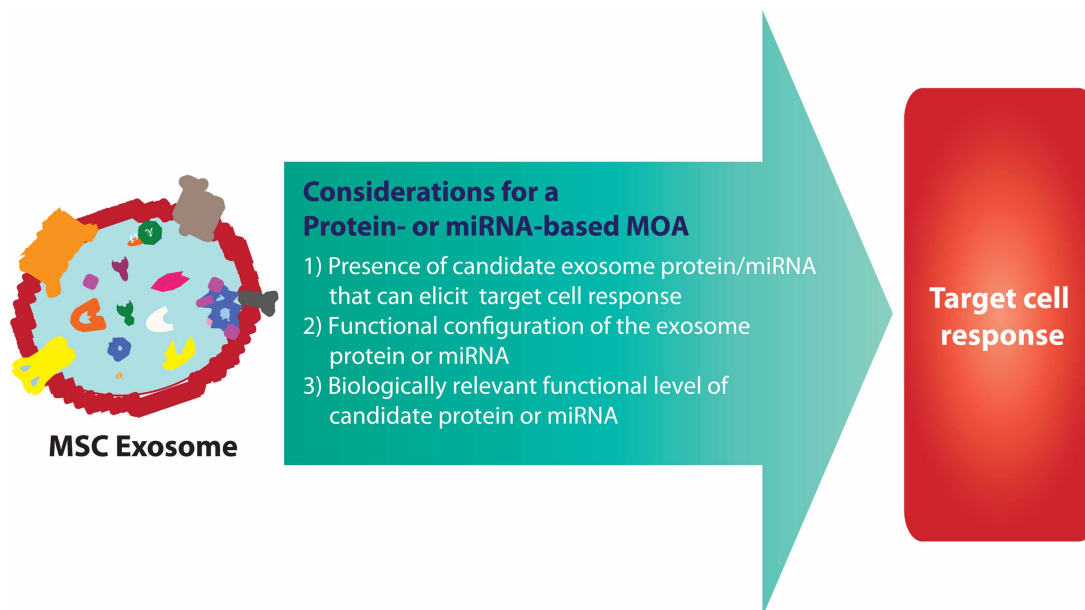 Considerations for a
Protein- or miRNA-based MOA
1) Presence of candidate exosome protein/miRNA
that can elicit target cell response
2) Functional configuration of the exosome
protein or miRNA
3) Biologically relevant functional level of
candidate protein or miRNA
γ
MSC Exosome
Target cell
response